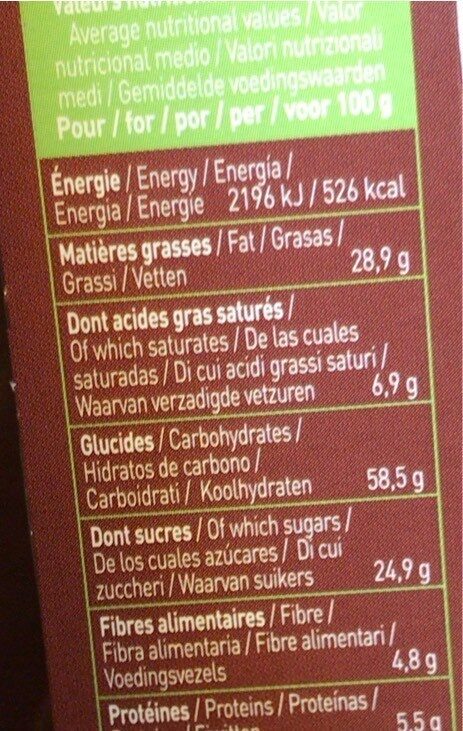 Valeurs
Average nutritional values / Valor
nutricional medio / Valori nutrizionali
medi / Gemiddelde voedingswaarden
Pour / for / por / per / voor 100 g
Énergie / Energy / Energía /
Energia / Energie 2196 kJ / 526 kcal
Matières grasses / Fat / Grasas /
Grassi / Vetten 28,9 g
Dont acides gras saturés /
Of which saturates / De las cuales
saturadas / Di cui acidi grassi saturi /
Waarvan verzadigde vetzuren 6,9 g
Glucides / Carbohydrates /
Hidratos de carbono /
Carboidrati / Koolhydraten 58,5 g
Dont sucres / Of which sugars /
De los cuales azúcares / Di cui
zuccheri / Waarvan suikers 24,9 g
Fibres alimentaires / Fibre /
Fibra alimentaria / Fibre alimentari /
Voedingsvezels 4,8 g
Protéines / Proteins / Proteínas /
5,5 g